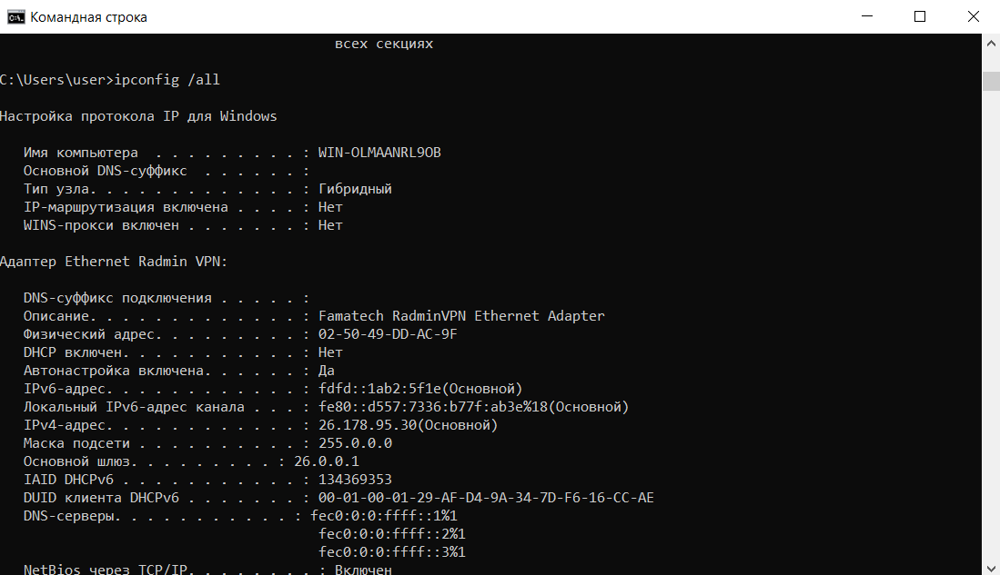 Командная строка
всех секциях
C:\Users\user>ipconfig /all
Настройка протокола IP для Windows
Имя компьютера . . . . . . . . . : WIN-OLMAANRL9OB
Основной DNS-суффикс . . . . . . :
Тип узла. . . . . . . . . . . . . : Гибридный
IP-маршрутизация включена . . . . : Нет
WINS-прокси включен . . . . . . . : Нет
Адаптер Ethernet Radmin VPN:
DNS-суффикс подключения . . . . . :
Описание. . . . . . . . . . . . . : Famatech RadminVPN Ethernet Adapter
Физический адрес. . . . . . . . . : 02-50-49-DD-AC-9F
DHCP включен. . . . . . . . . . . : Нет
Автонастройка включена. . . . . . : Да
IPv6-адрес. . . . . . . . . . . . : fdfd::1ab2:5f1e(Основной)
Локальный IPv6-адрес канала . . . : fe80::d557:7336:b77f:ab3e%18(Основной)
IPv4-адрес. . . . . . . . . . . . : 26.178.95.30(Основной)
Маска подсети . . . . . . . . . . : 255.0.0.0
Основной шлюз. . . . . . . . . : 26.0.0.1
IAID DHCPv6 . . . . . . . . . . . : 134369353
DUID клиента DHCPv6 . . . . . . . : 00-01-00-01-29-AF-D4-9A-34-7D-F6-16-CC-AE
DNS-серверы. . . . . . . . . . . : fec0:0:0:ffff::1%1
fec0:0:0:ffff::2%1
fec0:0:0:ffff::3%1
NetBios через TCP/IP. . . . . . . . : Включен